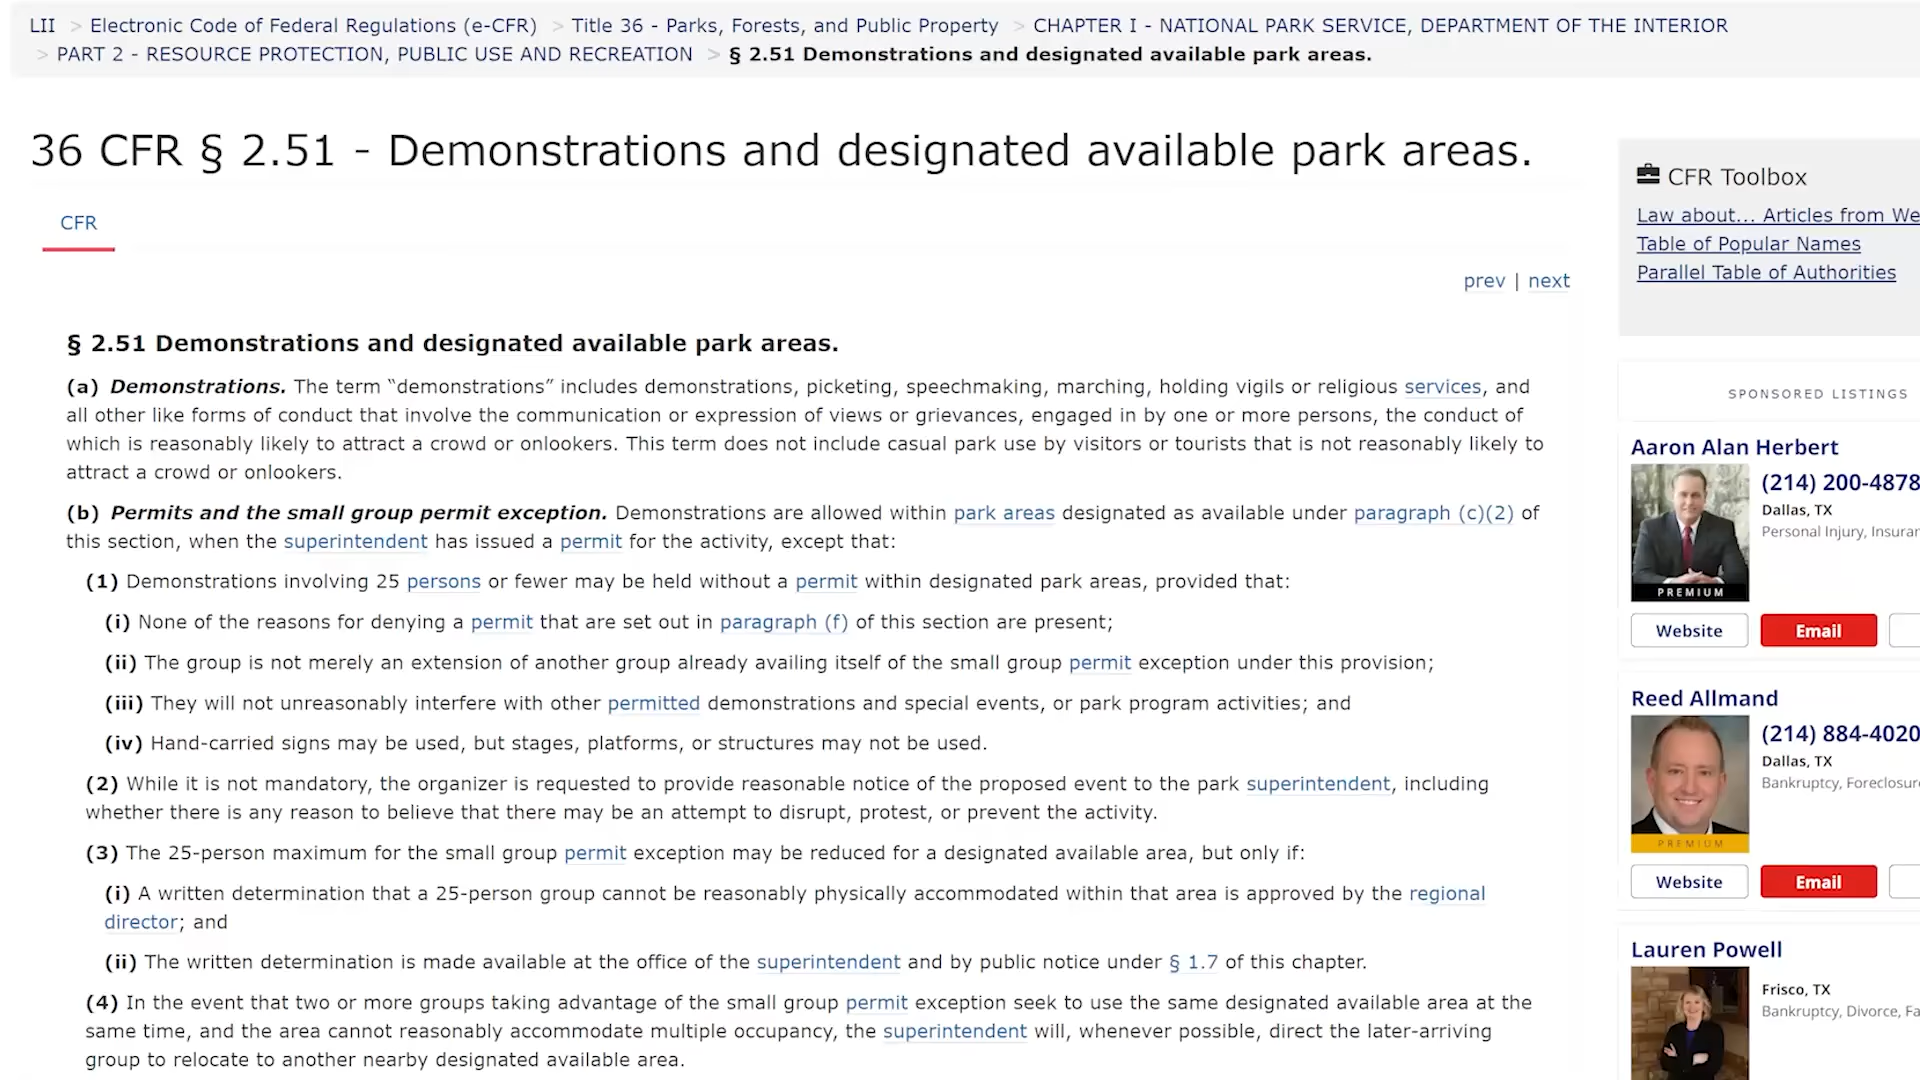 LII > Electronic Code of Federal Regulations (e-CFR) > Title 36 - Parks, Forests, and Public Property > CHAPTER I - NATIONAL PARK SERVICE, DEPARTMENT OF THE INTERIOR
> PART 2 - RESOURCE PROTECTION, PUBLIC USE AND RECREATION > § 2.51 Demonstrations and designated available park areas.
36 CFR § 2.51 - Demonstrations and designated available park areas.
CFR
prev | next
§ 2.51 Demonstrations and designated available park areas.
(a) Demonstrations. The term “demonstrations” includes demonstrations, picketing, speechmaking, marching, holding vigils or religious services, and
all other like forms of conduct that involve the communication or expression of views or grievances, engaged in by one or more persons, the conduct of
which is reasonably likely to attract a crowd or onlookers. This term does not include casual park use by visitors or tourists that is not reasonably likely to
attract a crowd or onlookers.
(b) Permits and the small group permit exception. Demonstrations are allowed within park areas designated as available under paragraph (c)(2) of
this section, when the superintendent has issued a permit for the activity, except that:
(1) Demonstrations involving 25 persons or fewer may be held without a permit within designated park areas, provided that:
(i) None of the reasons for denying a permit that are set out in paragraph (f) of this section are present;
(ii) The group is not merely an extension of another group already availing itself of the small group permit exception under this provision;
(iii) They will not unreasonably interfere with other permitted demonstrations and special events, or park program activities; and
(iv) Hand-carried signs may be used, but stages, platforms, or structures may not be used.
(2) While it is not mandatory, the organizer is requested to provide reasonable notice of the proposed event to the park superintendent, including
whether there is any reason to believe that there may be an attempt to disrupt, protest, or prevent the activity.
(3) The 25-person maximum for the small group permit exception may be reduced for a designated available area, but only if:
(i) A written determination that a 25-person group cannot be reasonably physically accommodated within that area is approved by the regional
director; and
(ii) The written determination is made available at the office of the superintendent and by public notice under § 1.7 of this chapter.
(4) In the event that two or more groups taking advantage of the small group permit exception seek to use the same designated available area at the
same time, and the area cannot reasonably accommodate multiple occupancy, the superintendent will, whenever possible, direct the later-arriving
group to relocate to another nearby designated available area.
CFR Toolbox
Law about... Articles from We
Table of Popular Names
Parallel Table of Authorities
SPONSORED LISTINGS
Aaron Alan Herbert
(214) 200-4878
Dallas, TX
Personal Injury, Insuran
PREMIUM
Website Email
Reed Allmand
(214) 884-4020
Dallas, TX
Bankruptcy, Foreclosure
PREMIUM
Website Email
Lauren Powell
Frisco, TX
Bankruptcy, Divorce, Fa